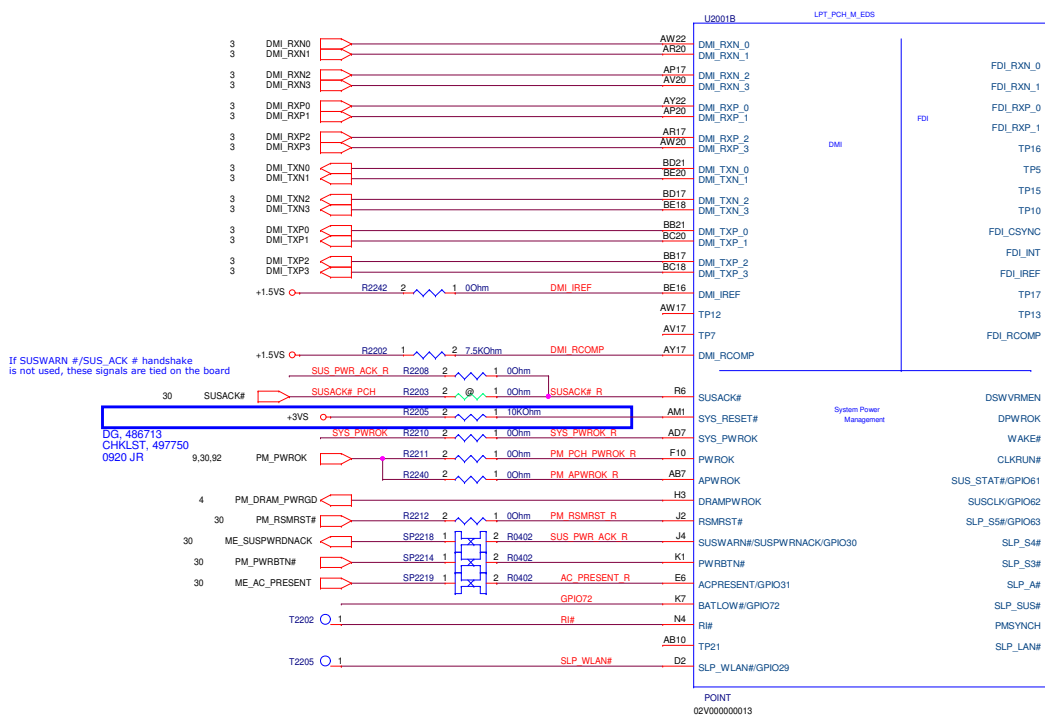 U2001B LPT_PCH_M_EDS
3 DMI_RXN0 AW22 DMI_RXN_0
3 DMI_RXN1 AR20 DMI_RXN_1
FDI_RXN_0
3 DMI_RXN2 AP17 DMI_RXN_2
3 DMI_RXN3 AV20 DMI_RXN_3
FDI_RXN_1
3 DMI_RXP0 AY22 DMI_RXP_0
FDI_RXP_0
3 DMI_RXP1 AP20 DMI_RXP_1
FDI
FDI_RXP_1
3 DMI_RXP2 AR17 DMI_RXP_2
3 DMI_RXP3 AW20 DMI_RXP_3
DMI
TP16
3 DMI_TXN0 BD21 DMI_TXN_0
TP5
3 DMI_TXN1 BE20 DMI_TXN_1
TP15
3 DMI_TXN2 BD17 DMI_TXN_2
3 DMI_TXN3 BE18 DMI_TXN_3
TP10
3 DMI_TXP0 BB21 DMI_TXP_0
FDI_CSYNC
3 DMI_TXP1 BC20 DMI_TXP_1
FDI_INT
3 DMI_TXP2 BB17 DMI_TXP_2
3 DMI_TXP3 BC18 DMI_TXP_3
FDI_IREF
+1.5VS R2242 2 1 0Ohm DMI_IREF BE16 DMI_IREF TP17
AW17 TP12 TP13
AV17 TP7 FDI_RCOMP
+1.5VS R2202 1 2 7.5KOhm DMI_RCOMP AY17 DMI_RCOMP
If SUSWARN #/SUS_ACK # handshake
is not used, these signals are tied on the board
SUS_PWR_ACK_R R2208 2 1 0Ohm
30 SUSACK# SUSACK#_PCH R2203 2 @ 1 0Ohm SUSACK#_R R6 SUSACK# DSWVRMEN
+3VS R2205 2 1 10KOhm AM1 SYS_RESET# System Power
Management
DPWROK
DG, 486713
CHKLST, 497750
0920 JR
SYS_PWROK R2210 2 1 0Ohm SYS_PWROK_R AD7 SYS_PWROK WAKE#
9,30,92 PM_PWROK R2211 2 1 0Ohm PM_PCH_PWROK_R F10 PWROK CLKRUN#
R2240 2 1 0Ohm PM_APWROK_R AB7 APWROK SUS_STAT#/GPIO61
4 PM_DRAM_PWRGD H3 DRAMPWROK SUSCLK/GPIO62
30 PM_RSMRST# R2212 2 1 0Ohm PM_RSMRST_R J2 RSMRST# SLP_S5#/GPIO63
30 ME_SUSPWRDNACK SP2218 1 2 R0402 SUS_PWR_ACK_R J4 SUSWARN#/SUSPWRNACK/GPIO30 SLP_S4#
30 PM_PWRBTN# SP2214 1 2 R0402 K1 PWRBTN# SLP_S3#
30 ME_AC_PRESENT SP2219 1 2 R0402 AC_PRESENT_R E6 ACPRESENT/GPIO31 SLP_A#
GPIO72 K7 BATLOW#/GPIO72 SLP_SUS#
T2202 1 RI# N4 RI# PMSYNCH
AB10 TP21 SLP_LAN#
T2205 1 SLP_WLAN# D2 SLP_WLAN#/GPIO29
POINT
02V000000013